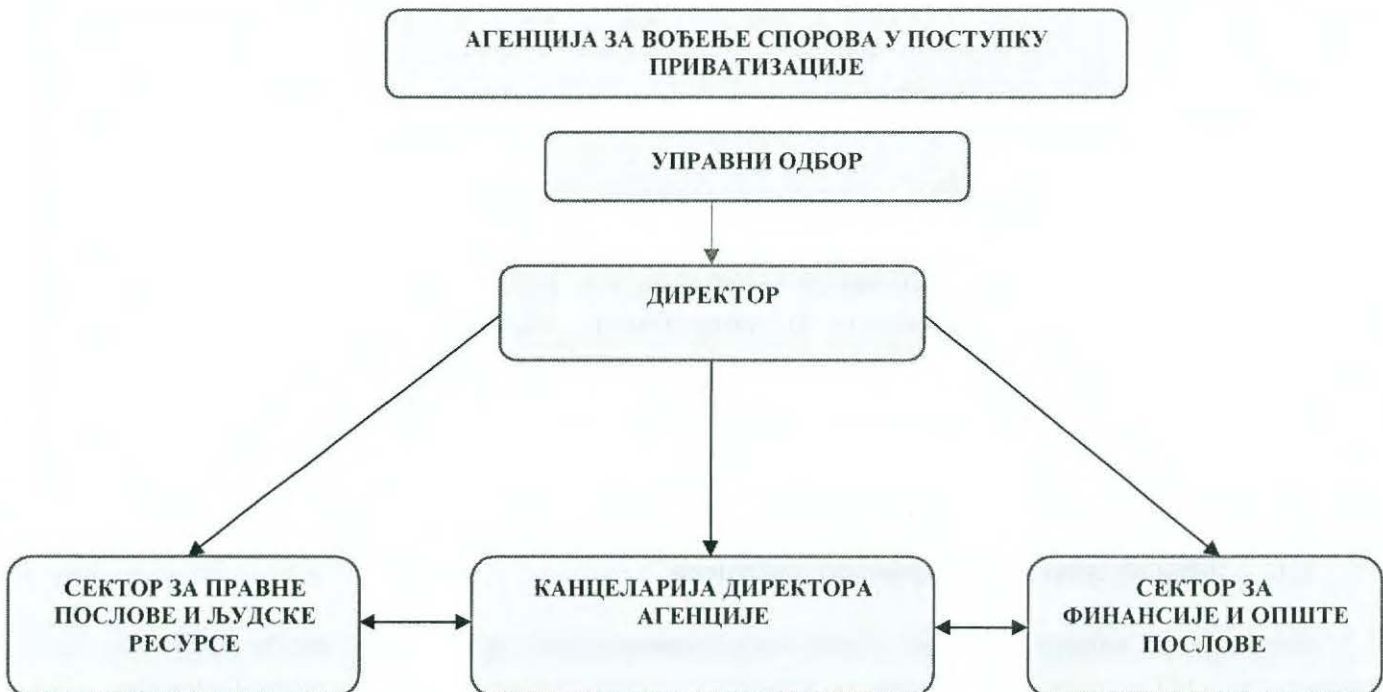 АГЕНЦИЈА ЗА ВОЂЕЊЕ СПОРОВА У ПОСТУПКУ
ПРИВАТИЗАЦИЈЕ
УПРАВНИ ОДБОР
ДИРЕКТОР
СЕКТОР ЗА ПРАВНЕ
ПОСЛОВЕ И ЉУДСКЕ
РЕСУРСЕ
КАНЦЕЛАРИЈА ДИРЕКТОРА
АГЕНЦИЈЕ
СЕКТОР ЗА
ФИНАНСИЈЕ И ОПШТЕ
ПОСЛОВЕ